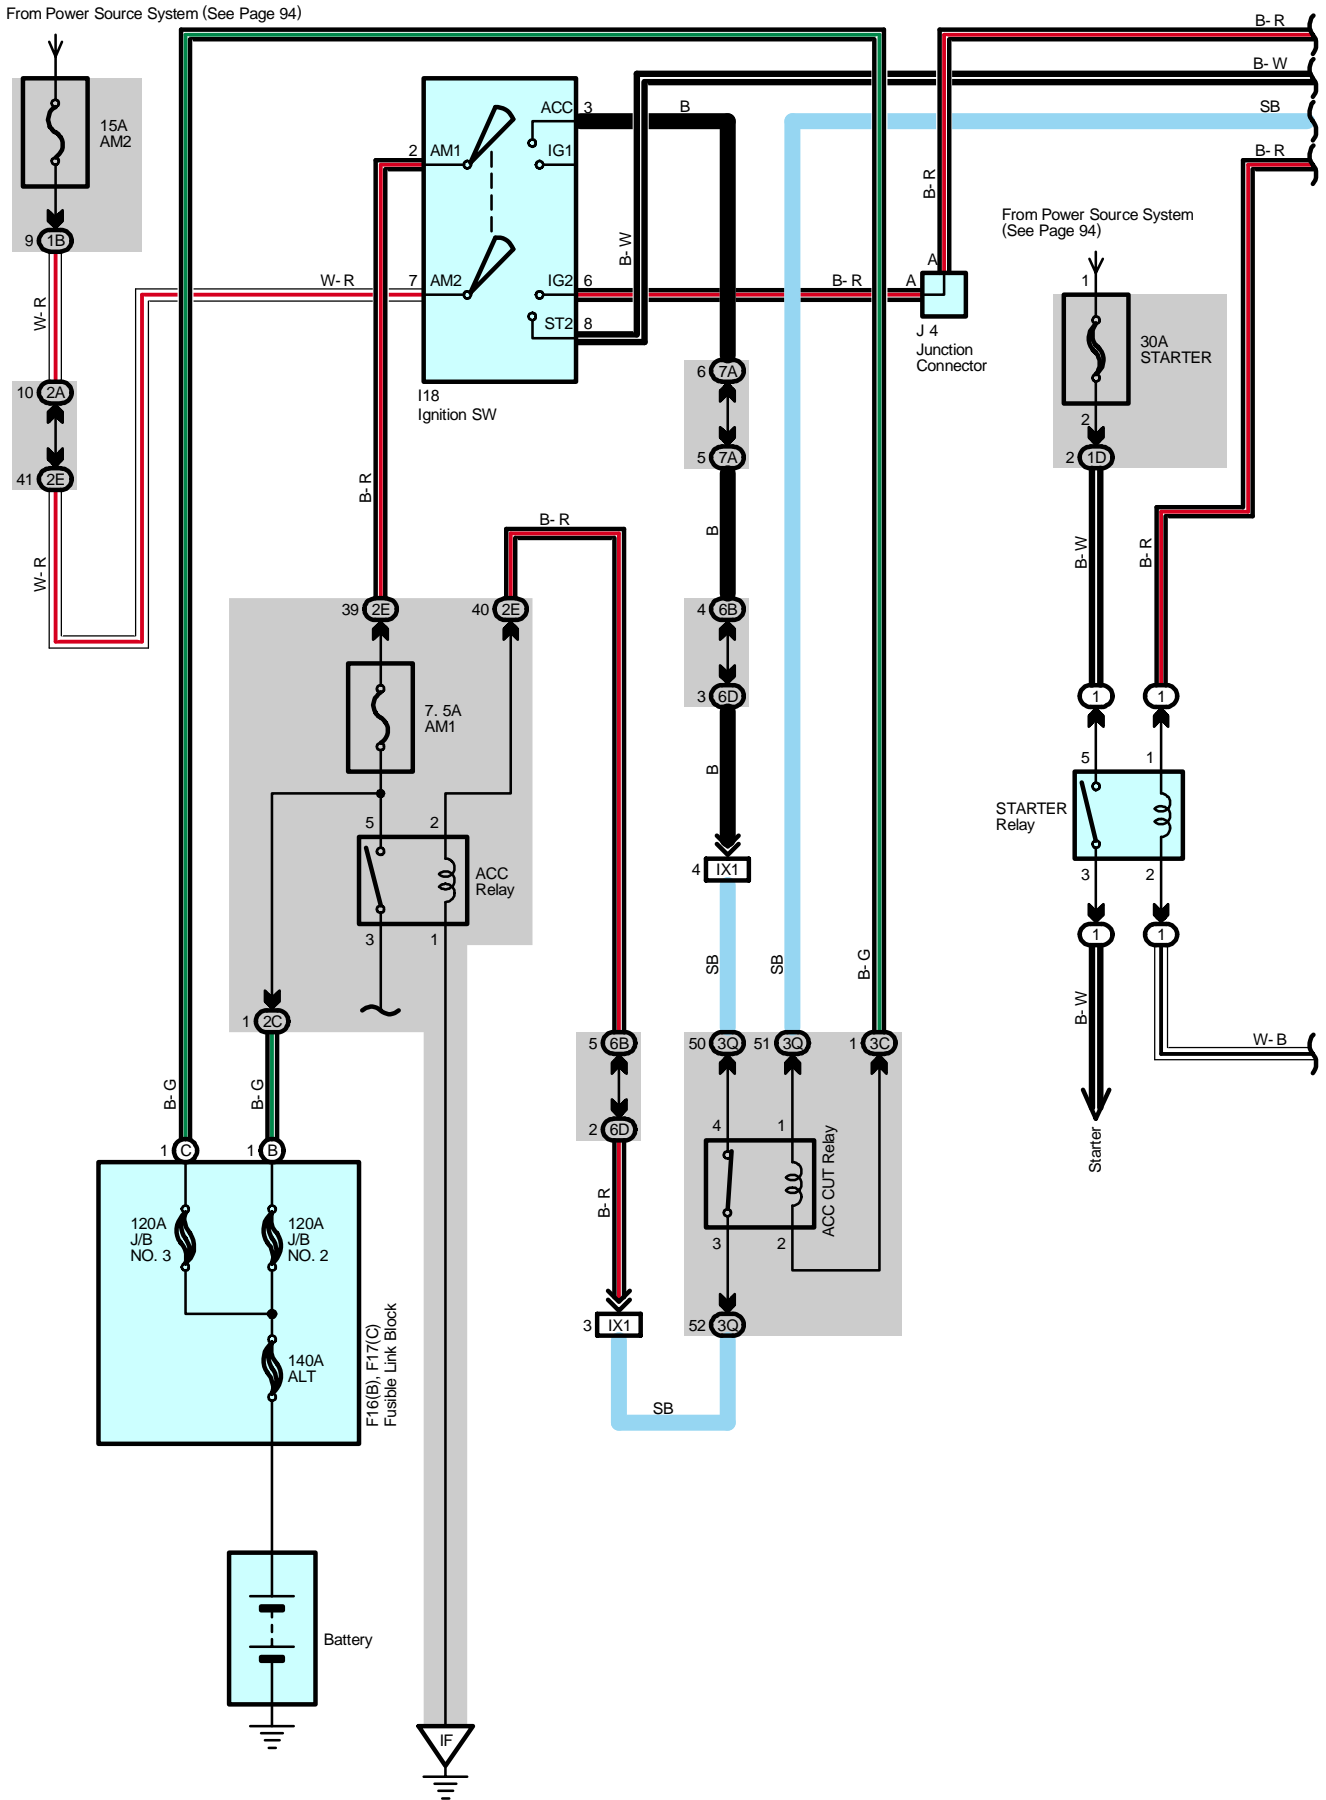 From Power Source System (See Page 94)
B- R
B- W
SB
B- R
15A
AM2
9 1B
W- R
10 2A
41 2E
W- R
W- R
2 AM1
7 AM2
ACC 3
IG1
IG2 6
ST2 8
I18
Ignition SW
B
B- W
B- R
B- R
A
A
J 4
Junction
Connector
From Power Source System
(See Page 94)
1
30A
STARTER
2
2 1D
B- W
B- R
1
1
5
1
STARTER
Relay
3
2
1
1
B- W
W- B
Starter
6 7A
5 7A
B
4 6B
3 6D
B
4 IX1
SB
SB
B- G
B- R
B- R
39 2E
40 2E
7. 5A
AM1
5
2
ACC
Relay
3
1
1 2C
B- G
B- G
1 C
1 B
120A
J/B
NO. 3
120A
J/B
NO. 2
140A
ALT
F16(B), F17(C)
Fusible Link Block
Battery
IF
5 6B
2 6D
B- R
3 IX1
SB
50 3Q
51 3Q
1 3C
4
1
ACC CUT Relay
3
2
52 3Q